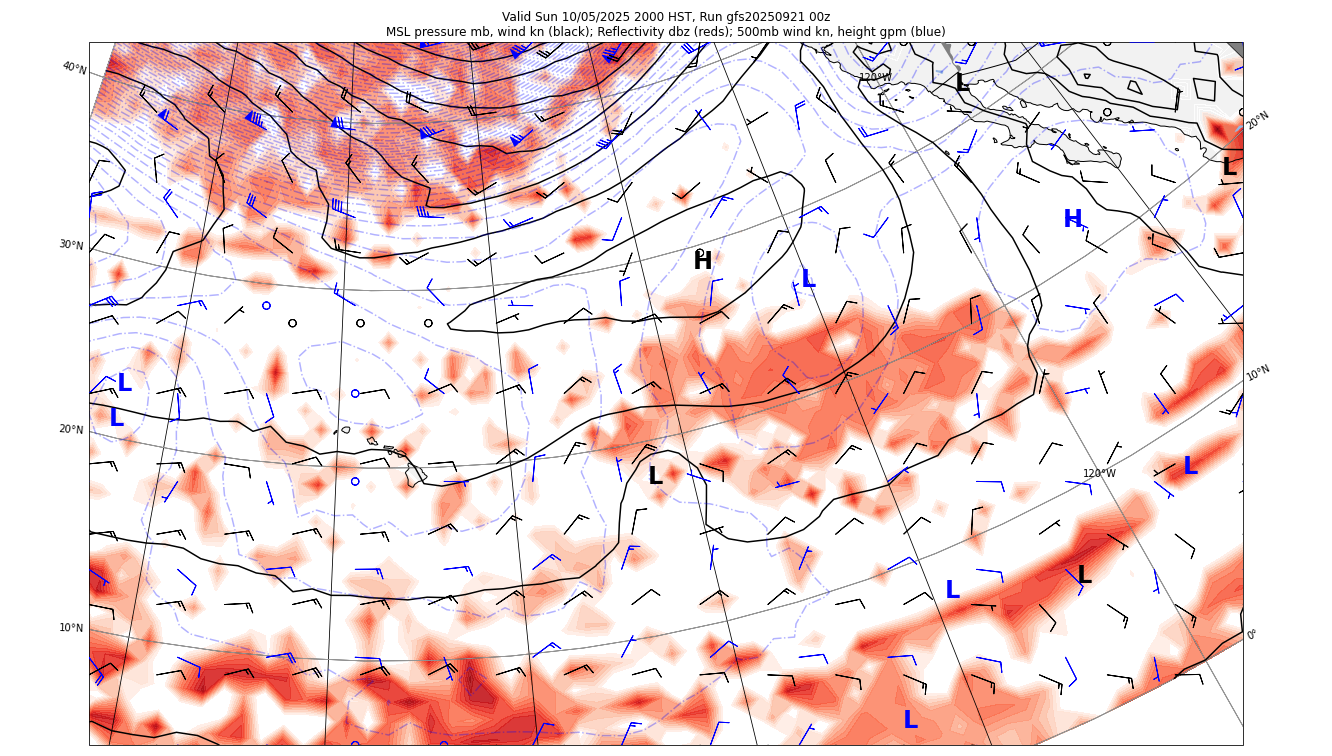 Valid Sun 10/05/2025 2000 HST, Run gfs20250921 00z
MSL pressure mb, wind kn (black); Reflectivity dbz (reds); 500mb wind kn, height gpm (blue)
40°N
120°W
L
20°N
L
H
30°N
H
L
10°N
L
L
20°N
L
L
120°W
L
L
10°N
0°
L